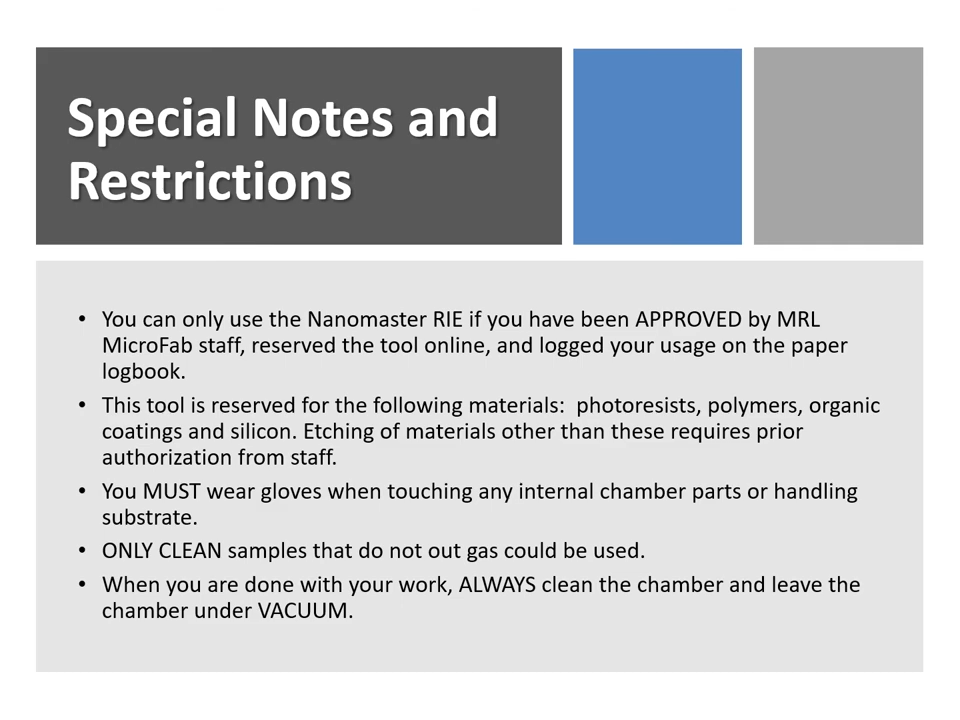 Special Notes and
Restrictions
• You can only use the Nanomaster RIE if you have been APPROVED by MRL
MicroFab staff, reserved the tool online, and logged your usage on the paper
logbook.
• This tool is reserved for the following materials:  photoresists, polymers, organic
coatings and silicon. Etching of materials other than these requires prior
authorization from staff.
• You MUST wear gloves when touching any internal chamber parts or handling
substrate.
• ONLY CLEAN samples that do not out gas could be used.
• When you are done with your work, ALWAYS clean the chamber and leave the
chamber under VACUUM.